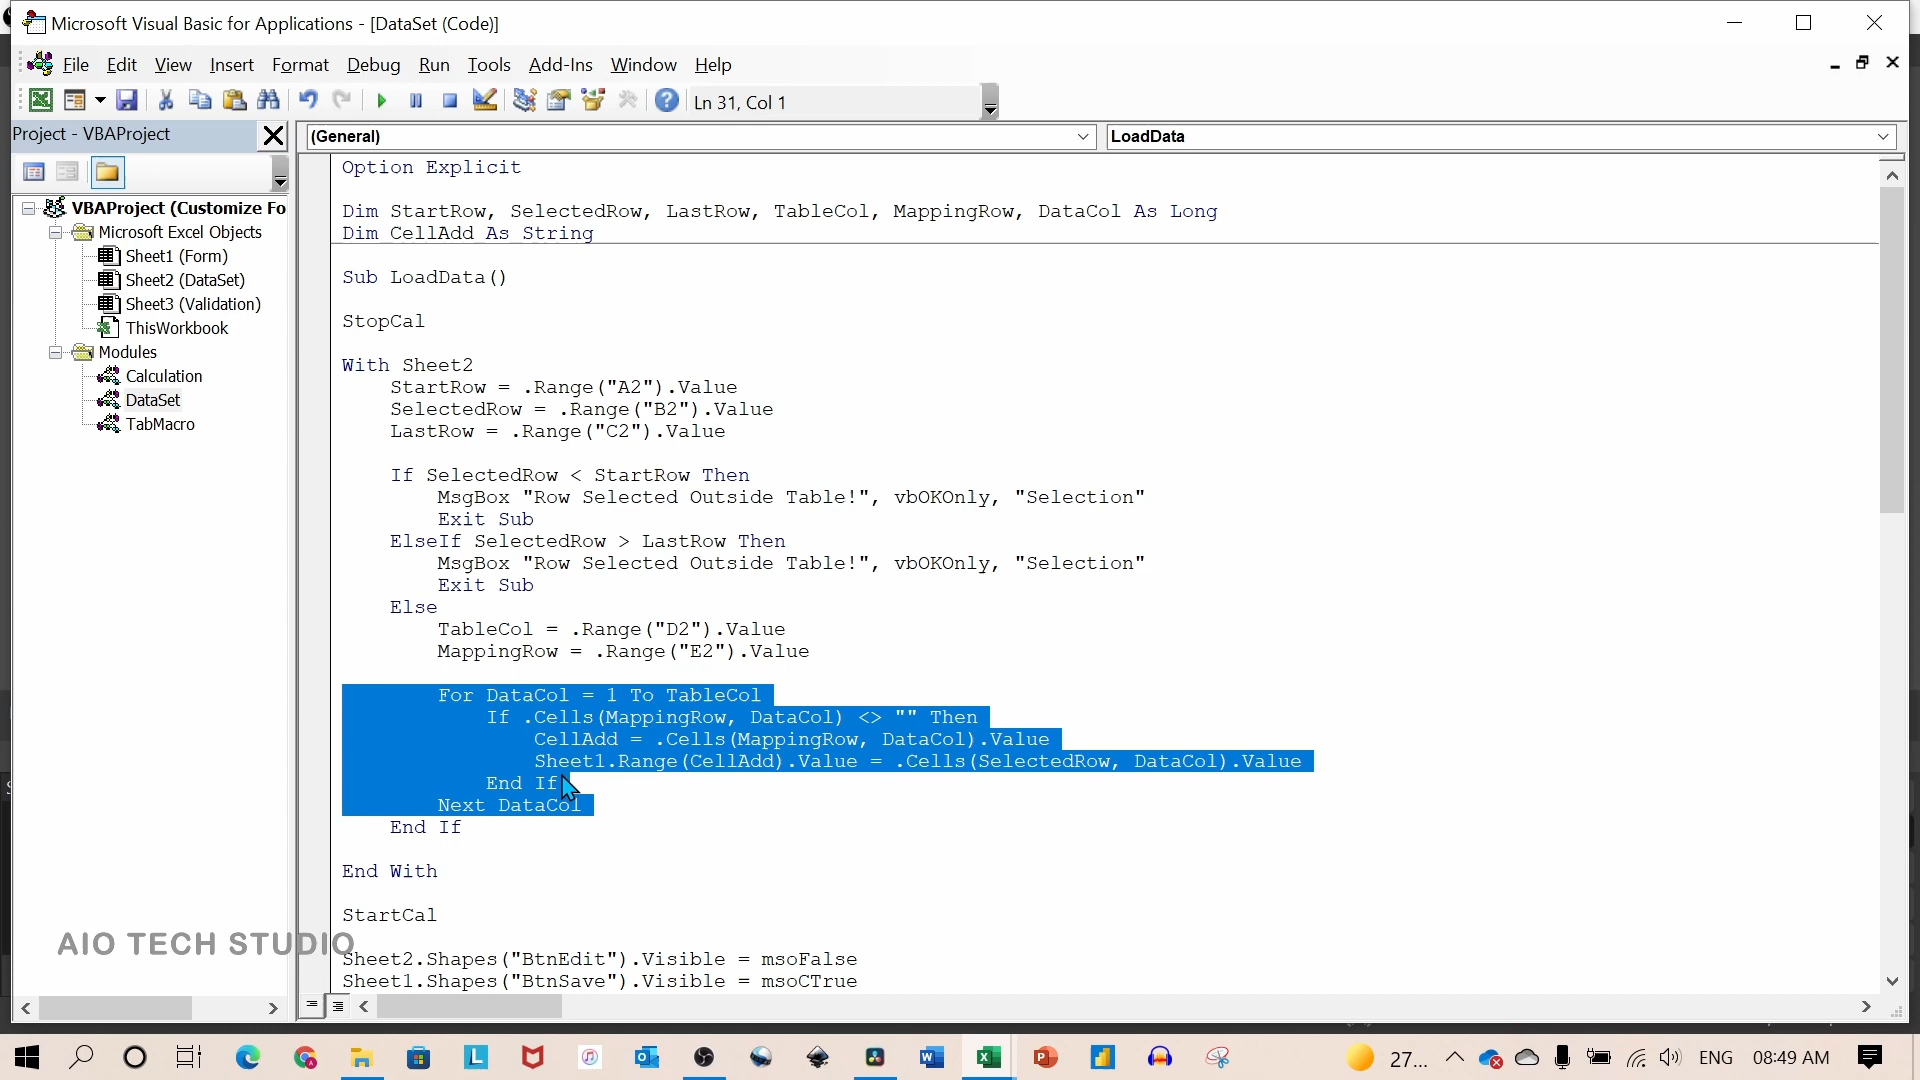 Microsoft Visual Basic for Applications - [DataSet (Code)]
File Edit View Insert Format Debug Run Tools Add-Ins Window Help
Ln 31, Col 1
Project - VBAProject
(General)
LoadData
VBAProject (Customize Fo
Microsoft Excel Objects
Sheet1 (Form)
Sheet2 (DataSet)
Sheet3 (Validation)
ThisWorkbook
Modules
Calculation
DataSet
TabMacro
Option Explicit
Dim StartRow, SelectedRow, LastRow, TableCol, MappingRow, DataCol As Long
Dim CellAdd As String
Sub LoadData()
StopCal
With Sheet2
StartRow = .Range("A2").Value
SelectedRow = .Range("B2").Value
LastRow = .Range("C2").Value
If SelectedRow < StartRow Then
MsgBox "Row Selected Outside Table!", vbOKOnly, "Selection"
Exit Sub
ElseIf SelectedRow > LastRow Then
MsgBox "Row Selected Outside Table!", vbOKOnly, "Selection"
Exit Sub
Else
TableCol = .Range("D2").Value
MappingRow = .Range("E2").Value
For DataCol = 1 To TableCol
If .Cells(MappingRow, DataCol) <> "" Then
CellAdd = .Cells(MappingRow, DataCol).Value
Sheet1.Range(CellAdd).Value = .Cells(SelectedRow, DataCol).Value
End If
Next DataCol
End If
End With
StartCal
Sheet2.Shapes("BtnEdit").Visible = msoFalse
Sheet1.Shapes("BtnSave").Visible = msoCTrue
AIO TECH STUDIO
27... ENG 08:49 AM